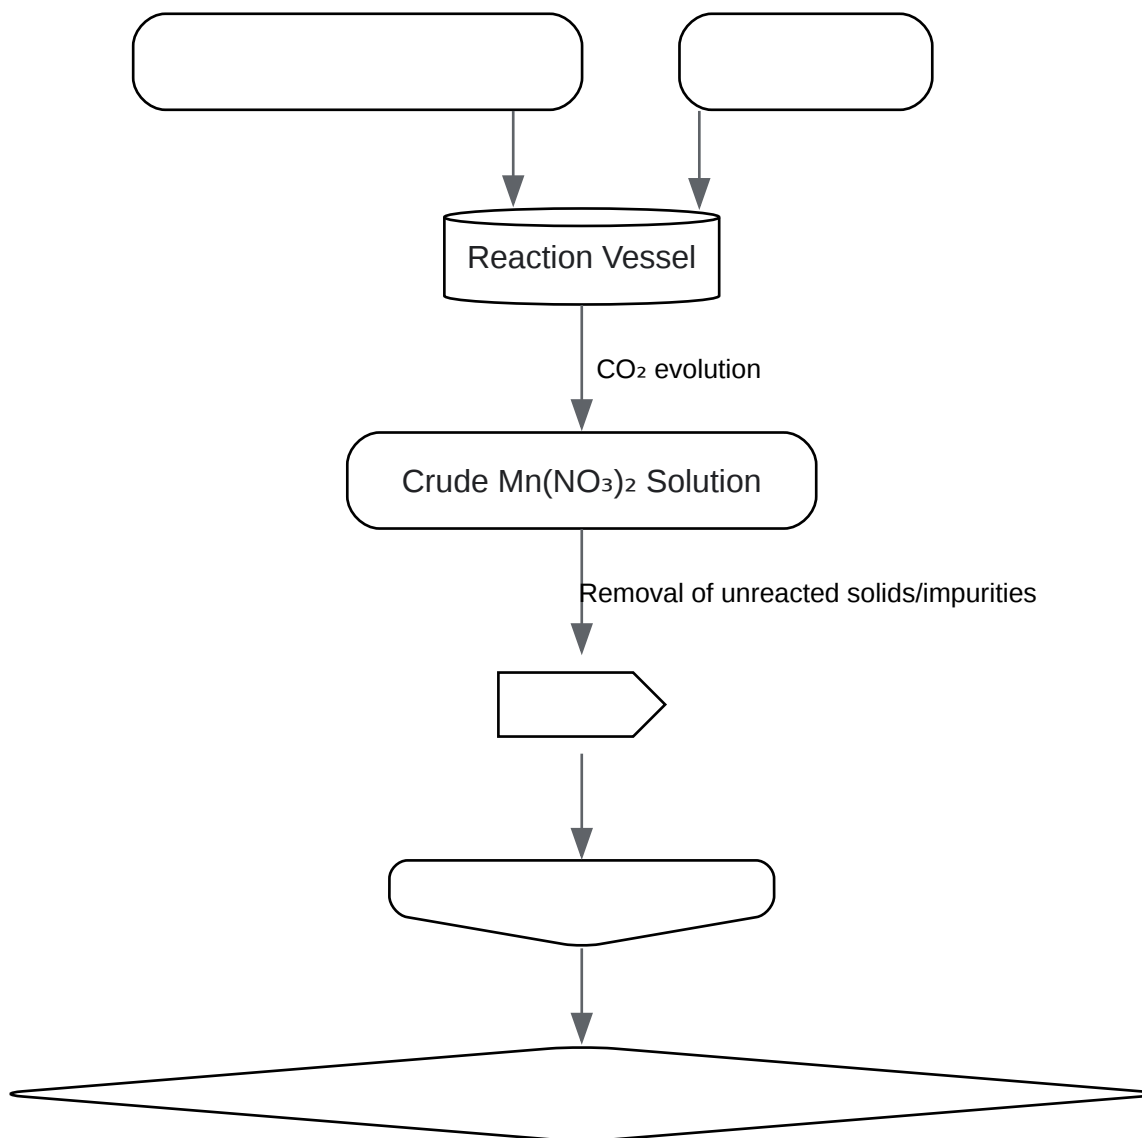 Reaction Vessel
CO₂ evolution
Crude Mn(NO₃)₂ Solution
Removal of unreacted solids/impurities